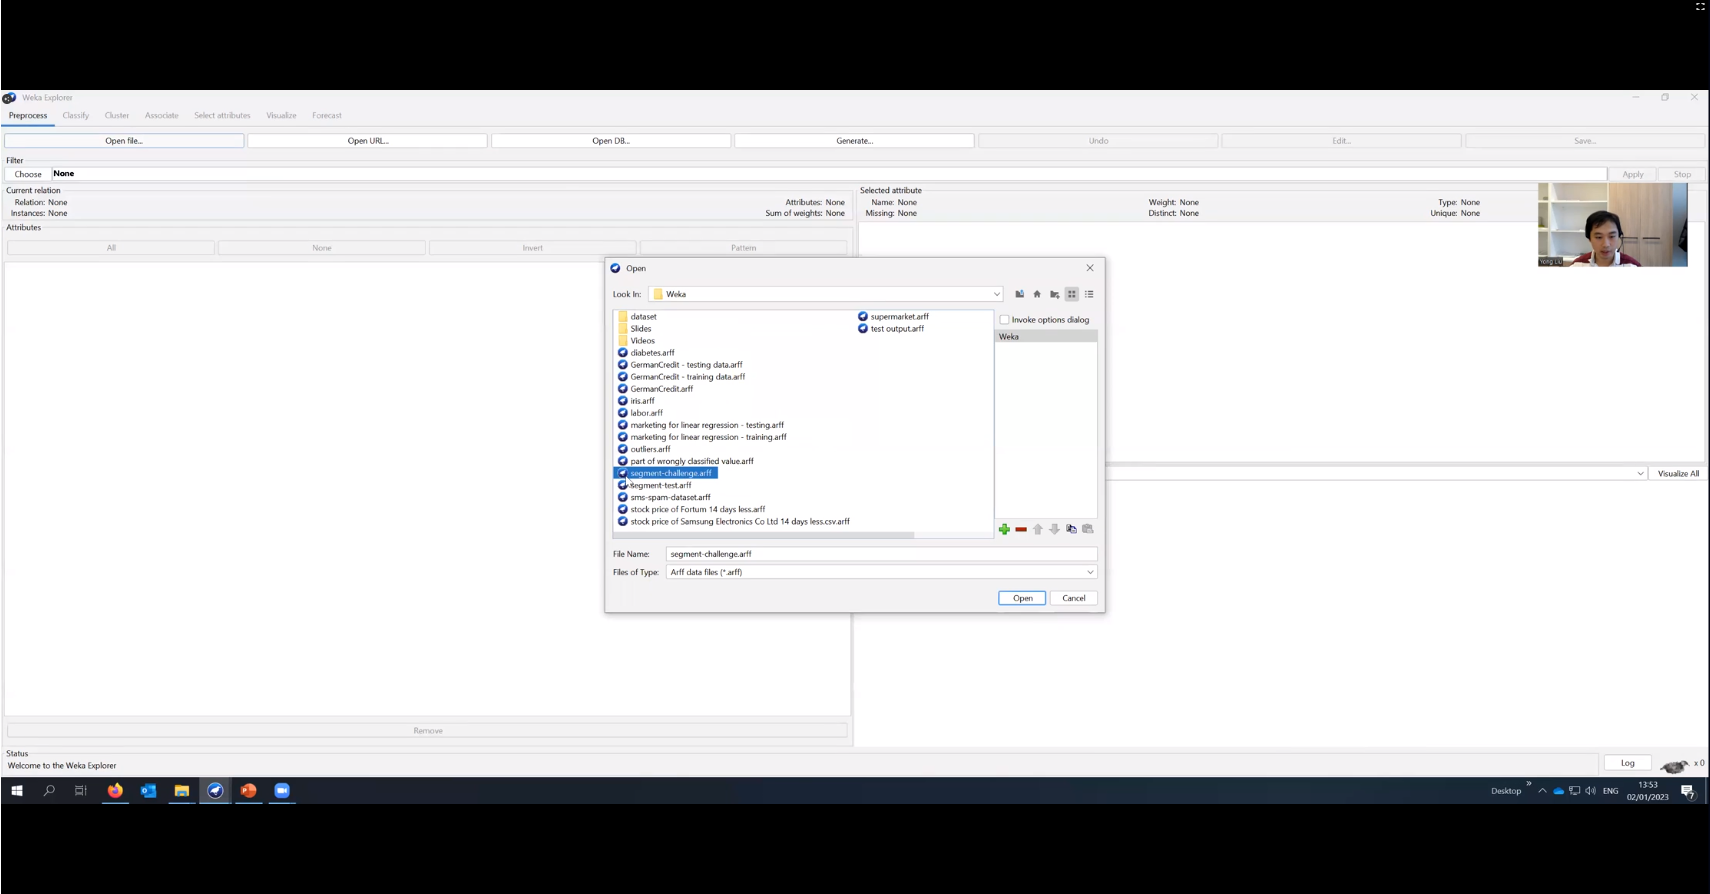 Weka Explorer
Preprocess Classify Cluster Associate Select attributes Visualize Forecast
Open file... Open URL... Open DB... Generate... Undo Edit... Save...
Filter
Choose None Apply Stop
Current relation
Relation: None Attributes: None
Instances: None Sum of weights: None
Selected attribute
Name: None Weight: None Type: None
Missing: None Distinct: None Unique: None
Attributes
All None Invert Pattern
Yong Liu
Open
Look In: Weka
dataset
Slides
Videos
diabetes.arff
GermanCredit - testing data.arff
GermanCredit - training data.arff
GermanCredit.arff
iris.arff
labor.arff
marketing for linear regression - testing.arff
marketing for linear regression - training.arff
outliers.arff
part of wrongly classified value.arff
segment-challenge.arff
segment-test.arff
sms-spam-dataset.arff
stock price of Fortum 14 days less.arff
stock price of Samsung Electronics Co Ltd 14 days less.csv.arff
supermarket.arff
test output.arff
Invoke options dialog
Weka
File Name: segment-challenge.arff
Files of Type: Arff data files (*.arff)
Open Cancel
Visualize All
Remove
Status
Welcome to the Weka Explorer
Log x 0
Desktop » ENG 13:53
02/01/2023
7